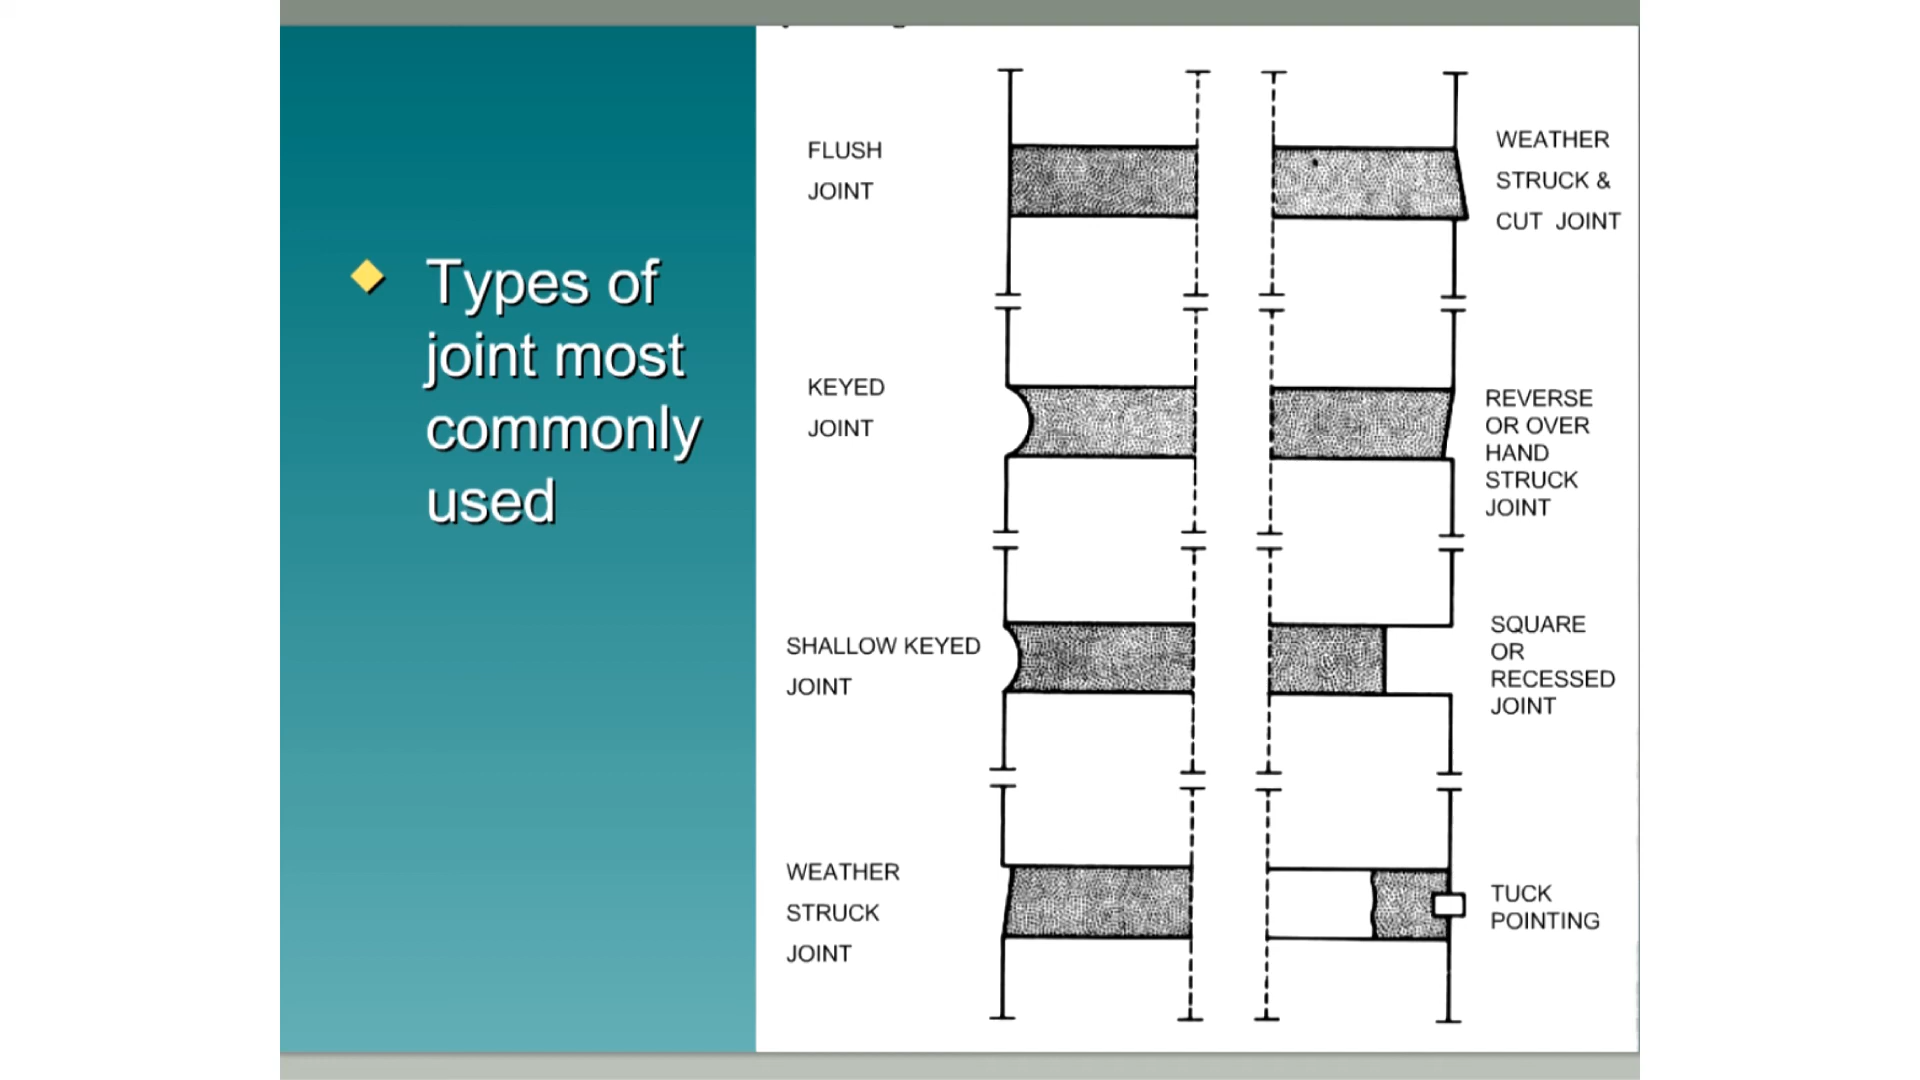 Types of
joint most
commonly
used
FLUSH
JOINT
KEYED
JOINT
SHALLOW KEYED
JOINT
WEATHER
STRUCK
JOINT
WEATHER
STRUCK &
CUT JOINT
REVERSE
OR OVER
HAND
STRUCK
JOINT
SQUARE
OR
RECESSED
JOINT
TUCK
POINTING